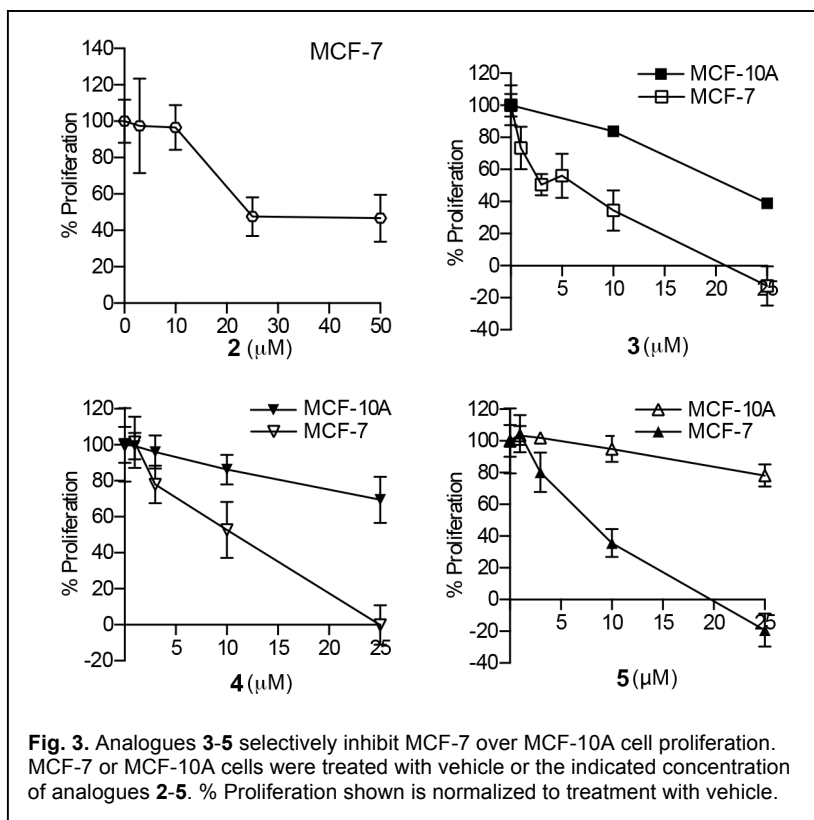 MCF-7
140
120
100
80
60
40
20
0
% Proliferation
0 10 20 30 40 50
2 (μM)
MCF-10A
MCF-7
120
100
80
60
40
20
0
-20
-40
% Proliferation
5 10 15 20 25
3 (μM)
MCF-10A
MCF-7
120
100
80
60
40
20
0
-20
% Proliferation
5 10 15 20 25
4 (μM)
MCF-10A
MCF-7
120
100
80
60
40
20
0
-20
-40
% Proliferation
5 10 15 20 25
5 (μM)
Fig. 3. Analogues 3-5 selectively inhibit MCF-7 over MCF-10A cell proliferation.
MCF-7 or MCF-10A cells were treated with vehicle or the indicated concentration
of analogues 2-5. % Proliferation shown is normalized to treatment with vehicle.